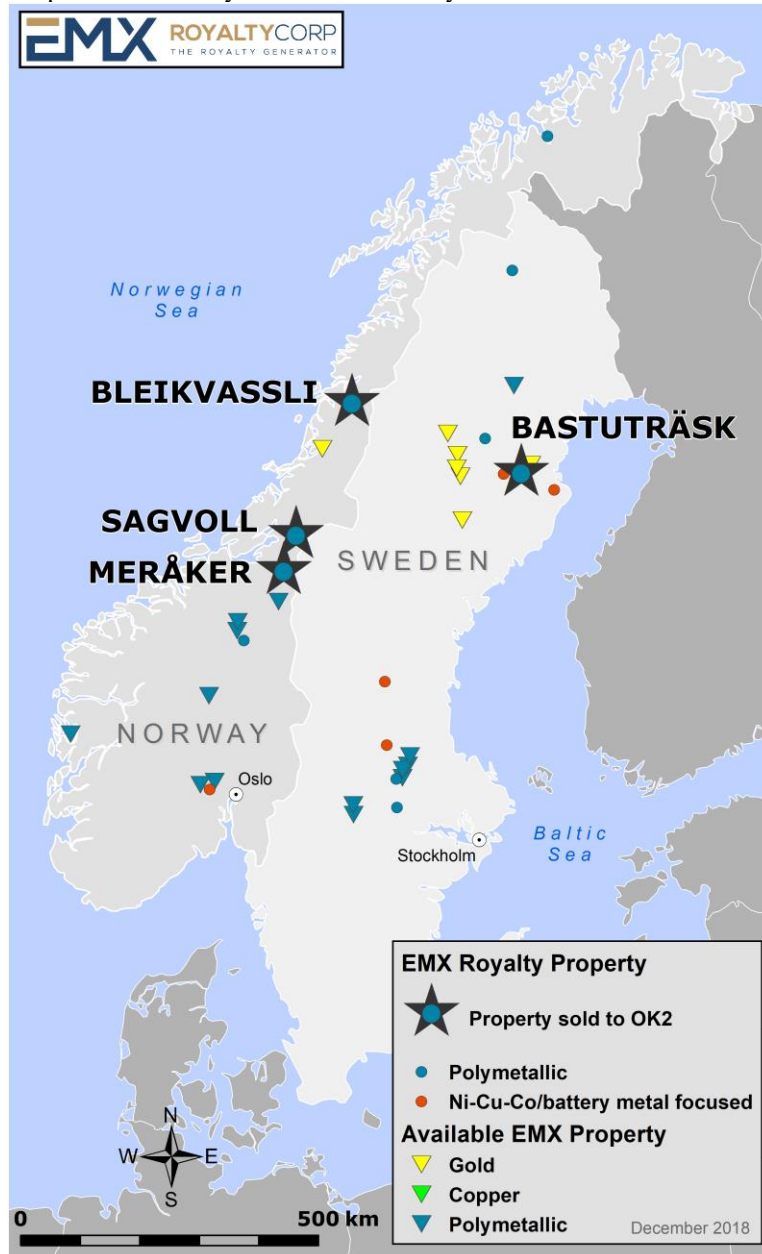 EMX ROYALTYCORP
THE ROYALTY GENERATOR
Norwegian
Sea
BLEIKVASSLI
BASTUTRÄSK
SAGVOLL
SWEDEN
MERÅKER
NORWAY
Oslo
Stockholm
Baltic
Sea
EMX Royalty Property
Property sold to OK2
Polymetallic
Ni-Cu-Co/battery metal focused
Available EMX Property
Gold
Copper
Polymetallic
December 2018
N
W E
S
0 500 km